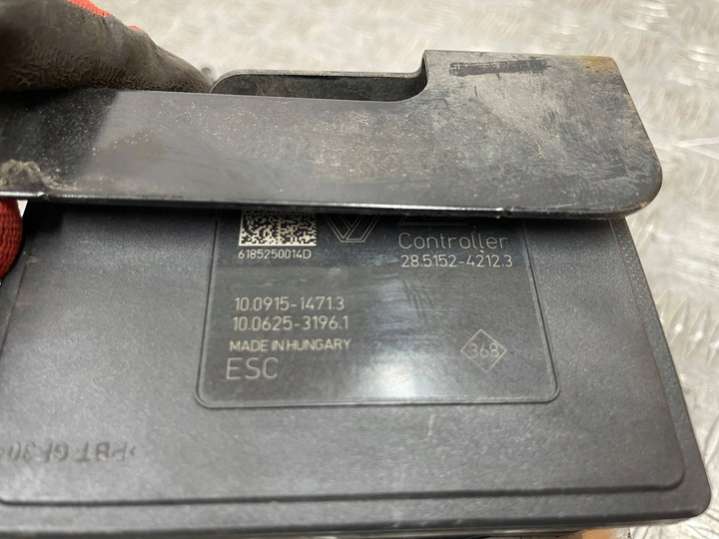 Controller
6185250014D
28.5152-4212.3
10.0915-1471.3
10.0625-3196.1
MADE IN HUNGARY
368
ESC